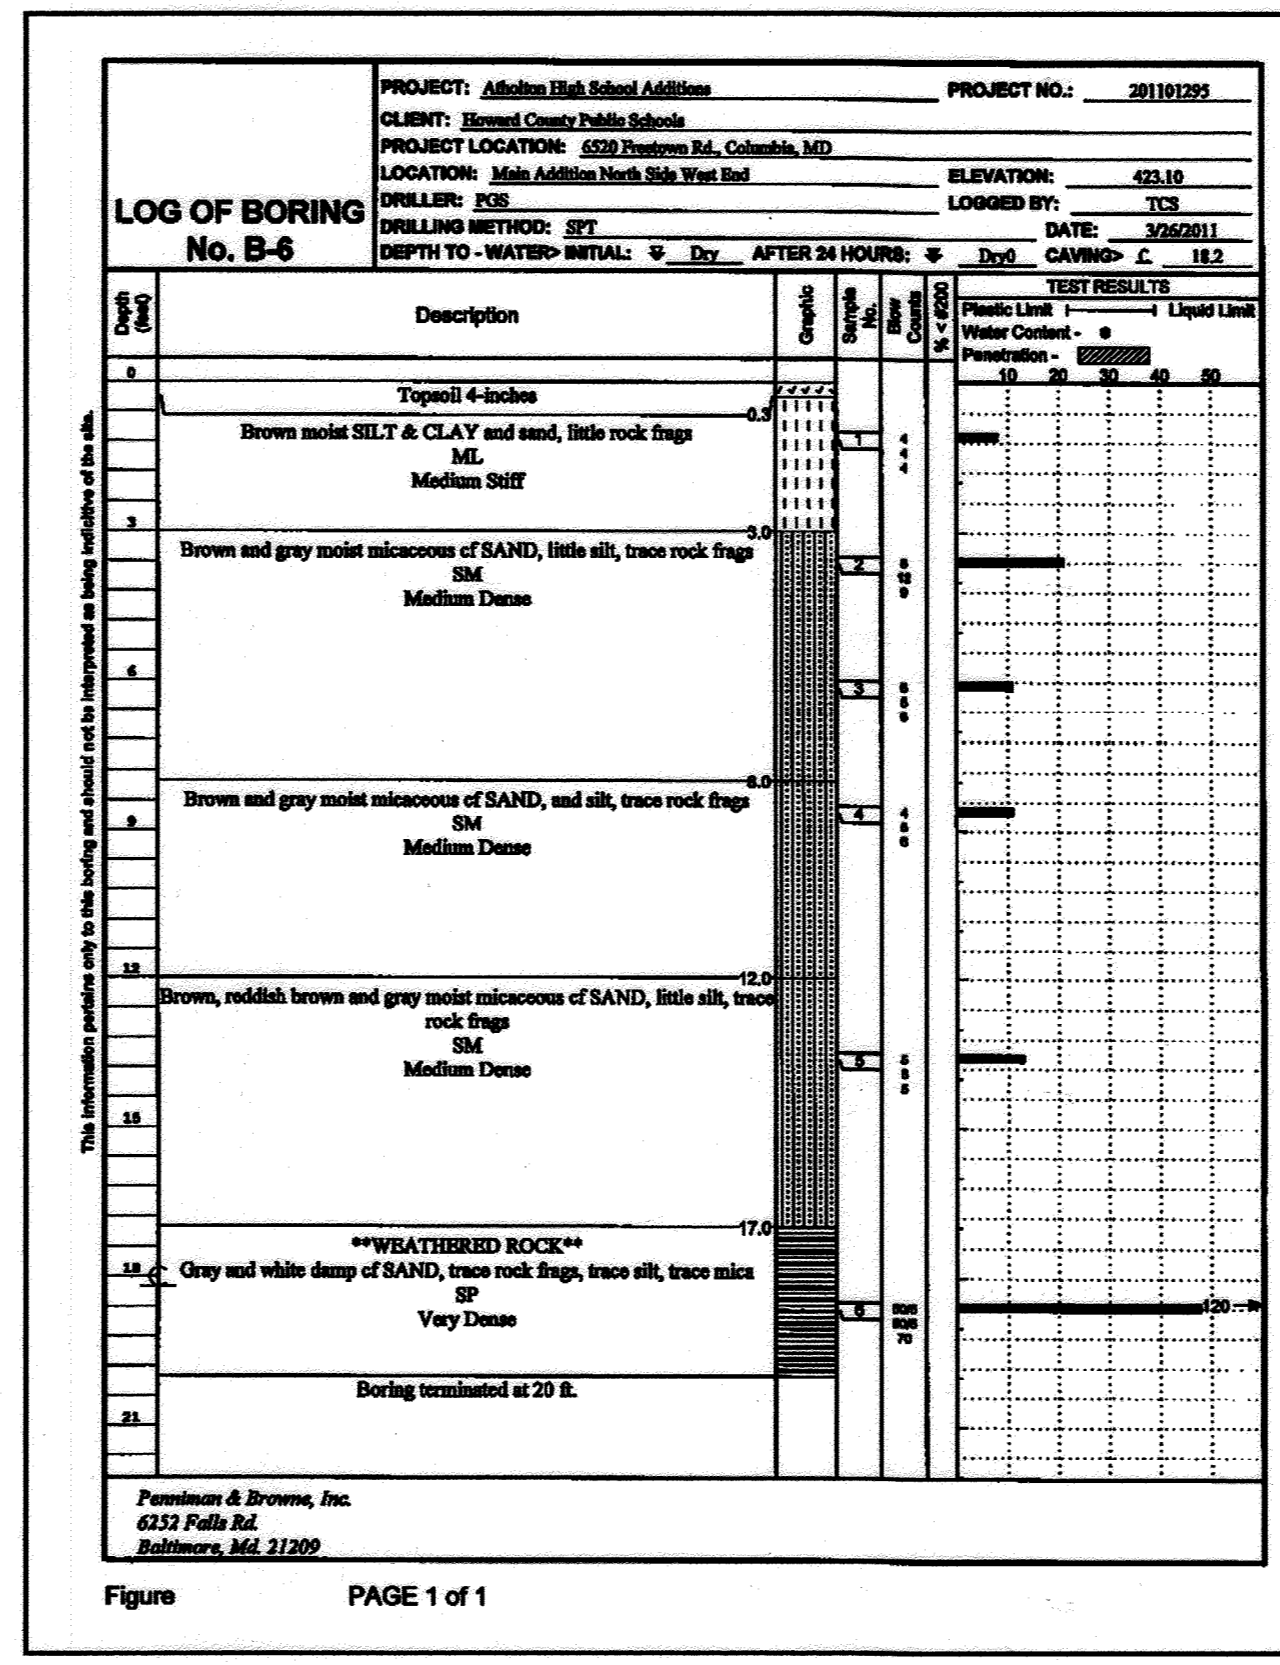 LOG OF BORING
No. B-6
PROJECT: Atholton High School Additions PROJECT NO.: 201101295
CLIENT: Howard County Public Schools
PROJECT LOCATION: 6520 Freetown Rd., Columbia, MD
LOCATION: Main Addition North Side West End ELEVATION: 423.10
DRILLER: PGS LOGGED BY: TCS
DRILLING METHOD: SPT DATE: 3/26/2011
DEPTH TO - WATER> INITIAL: Dry AFTER 24 HOURS: Dry0 CAVING> C 18.2
Depth (feet) Description Graphic Sample No. Blow Counts % < #200
TEST RESULTS
Plastic Limit Liquid Limit
Water Content -
Penetration -
10 20 30 40 50
0
Topsoil 4-inches
0.3
Brown moist SILT & CLAY and sand, little rock frags
ML
Medium Stiff
1
4
4
4
3
3.0
Brown and gray moist micaceous cf SAND, little silt, trace rock frags
SM
Medium Dense
2
12
9
6
3
8.0
Brown and gray moist micaceous cf SAND, and silt, trace rock frags
SM
Medium Dense
9
4
4
12
12.0
Brown, reddish brown and gray moist micaceous cf SAND, little silt, trace
rock frags
SM
Medium Dense
5
15
17.0
**WEATHERED ROCK**
Gray and white damp cf SAND, trace rock frags, trace silt, trace mica
SP
Very Dense
18
6
70
120
Boring terminated at 20 ft.
21
This information pertains only to this boring and should not be interpreted as being indicitive of the site.
Penniman & Browne, Inc.
6252 Falls Rd.
Baltimore, Md. 21209
Figure PAGE 1 of 1